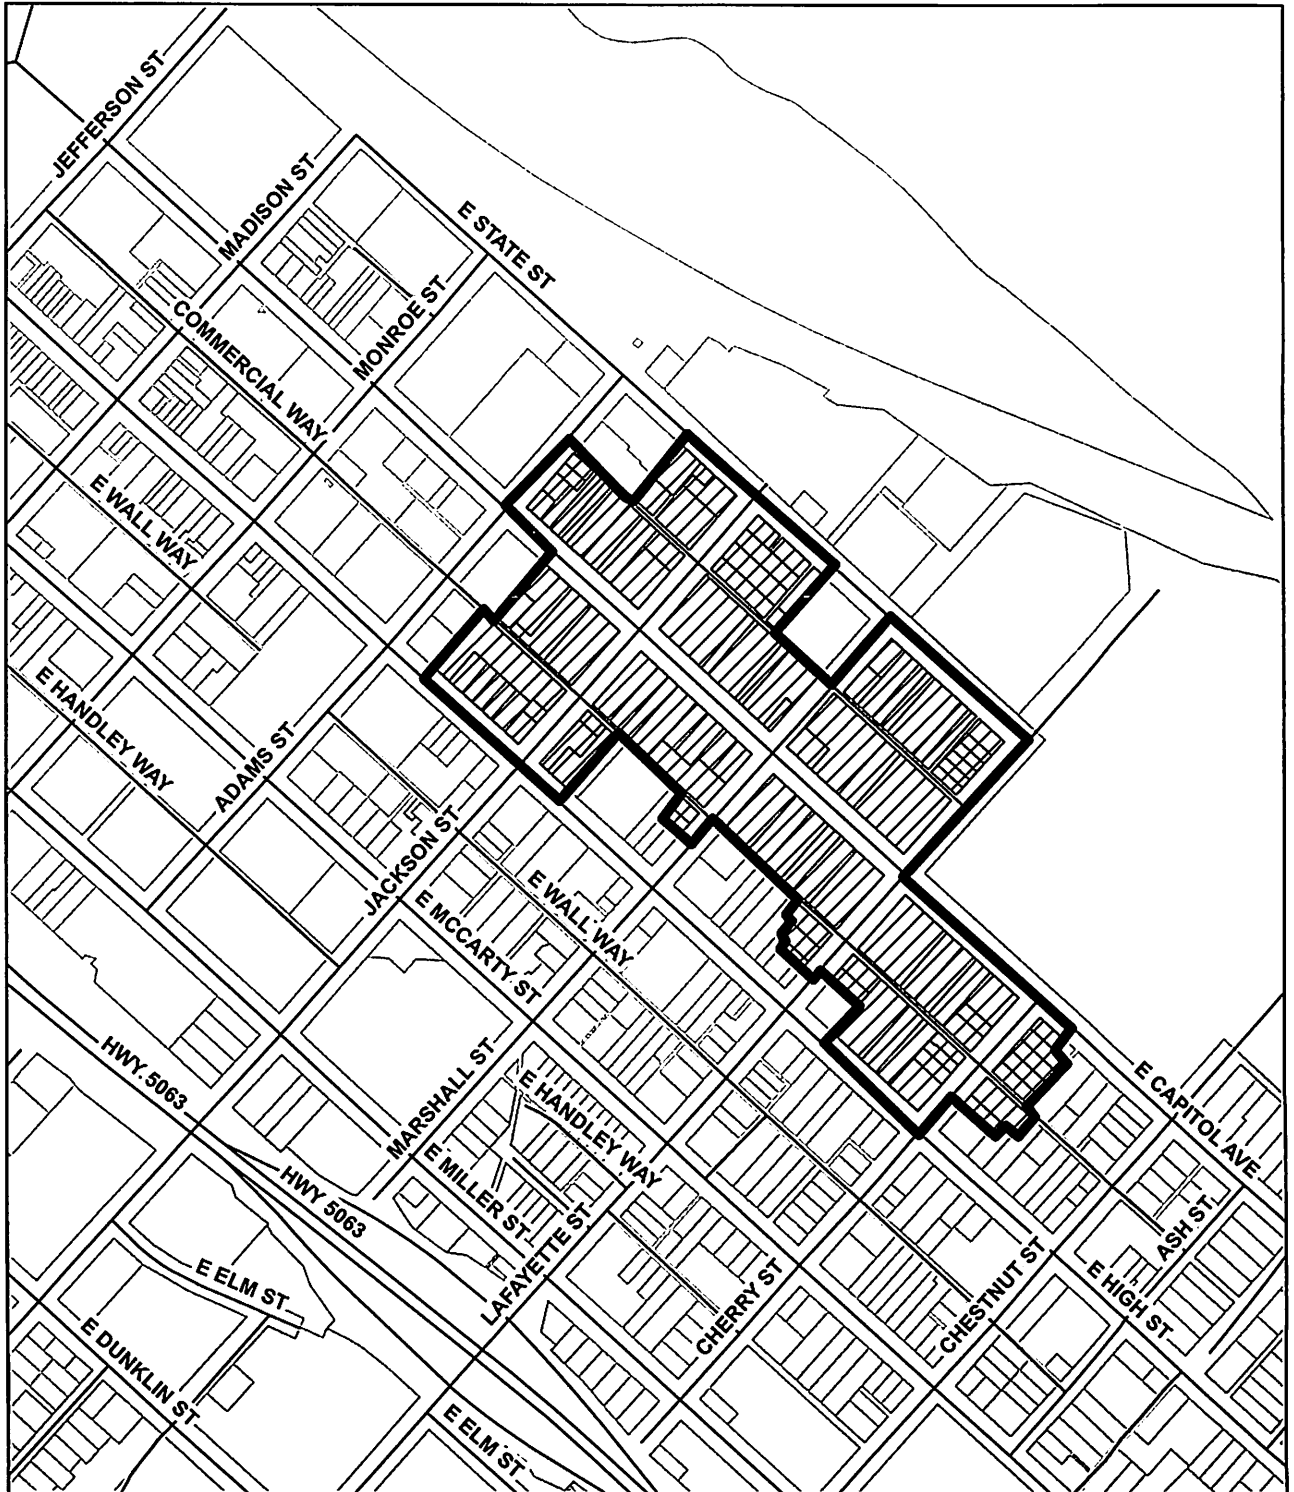 JEFFERSON ST
MADISON ST
E STATE ST
MONROE ST
COMMERCIAL WAY
E WALL WAY
E HANDLEY WAY
ADAMS ST
JACKSON ST
E WALL WAY
E MCCARTY ST
HWY. 5063
MARSHALL ST
E HANDLEY WAY
E CAPITOL AVE
E MILLER ST
HWY 5063
LAFAYETTE ST
ASH ST
E ELM ST
CHERRY ST
CHESTNUT ST
E HIGH ST
E DUNKLIN ST
E ELM ST